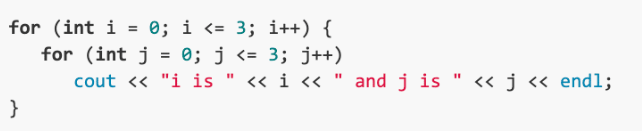 for (int i = 0; i <= 3; i++) {
   for (int j = 0; j <= 3; j++)
      cout << "i is " << i << " and j is " << j << endl;
}